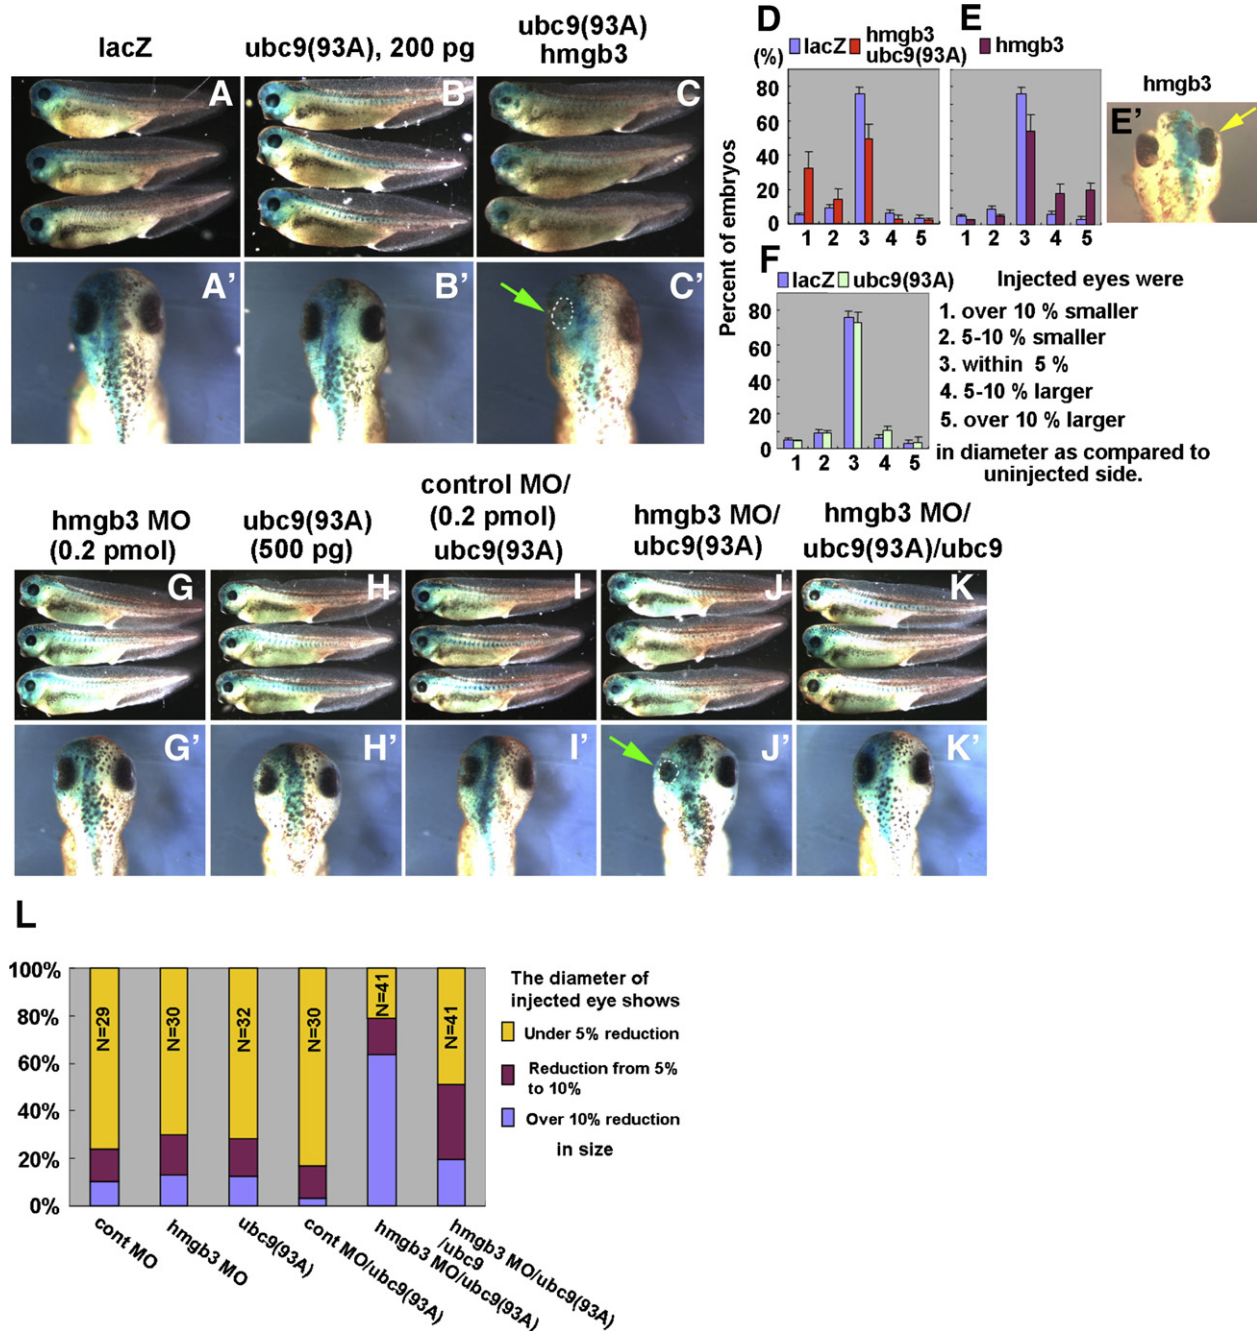 lacZ
ubc9(93A), 200 pg
ubc9(93A)
hmgb3
A
B
C
A'
B'
C'
D
E
lacZ
hmgb3
ubc9(93A)
hmgb3
(%)
80
60
40
20
0
1 2 3 4 5
1 2 3 4 5
hmgb3
E'
Percent of embryos
F
lacZ
ubc9(93A)
80
60
40
20
0
1 2 3 4 5
Injected eyes were
1. over 10 % smaller
2. 5-10 % smaller
3. within 5 %
4. 5-10 % larger
5. over 10 % larger
in diameter as compared to
uninjected side.
hmgb3 MO
(0.2 pmol)
ubc9(93A)
(500 pg)
control MO/
(0.2 pmol)
ubc9(93A)
hmgb3 MO/
ubc9(93A)
hmgb3 MO/
ubc9(93A)/ubc9
G
H
I
J
K
G'
H'
I'
J'
K'
L
100%
80%
60%
40%
20%
0%
N=29
N=30
N=32
N=30
N=41
N=41
cont MO
hmgb3 MO
ubc9(93A)
cont MO/ubc9(93A)
hmgb3 MO/ubc9(93A)
hmgb3 MO/ubc9(93A)
/ubc9
The diameter of
injected eye shows
Under 5% reduction
Reduction from 5%
to 10%
Over 10% reduction
in size